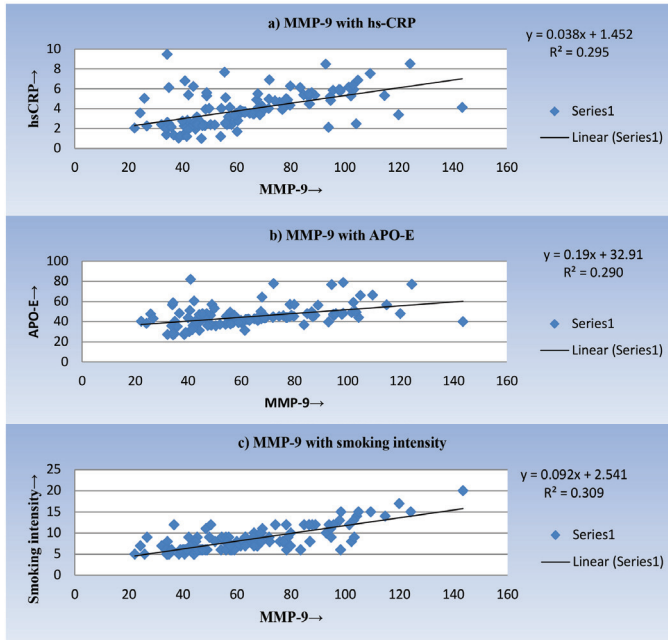 a) MMP-9 with hs-CRP
y = 0.038x + 1.452
R² = 0.295
hsCRP→
10
8
6
4
2
0
0 20 40 60 80 100 120 140 160
MMP-9→
Series1
Linear (Series1)
b) MMP-9 with APO-E
y = 0.19x + 32.91
R² = 0.290
APO-E→
100
80
60
40
20
0
0 20 40 60 80 100 120 140 160
MMP-9→
Series1
Linear (Series1)
c) MMP-9 with smoking intensity
y = 0.092x + 2.541
R² = 0.309
Smoking intensity→
25
20
15
10
5
0
0 20 40 60 80 100 120 140 160
MMP-9→
Series1
Linear (Series1)